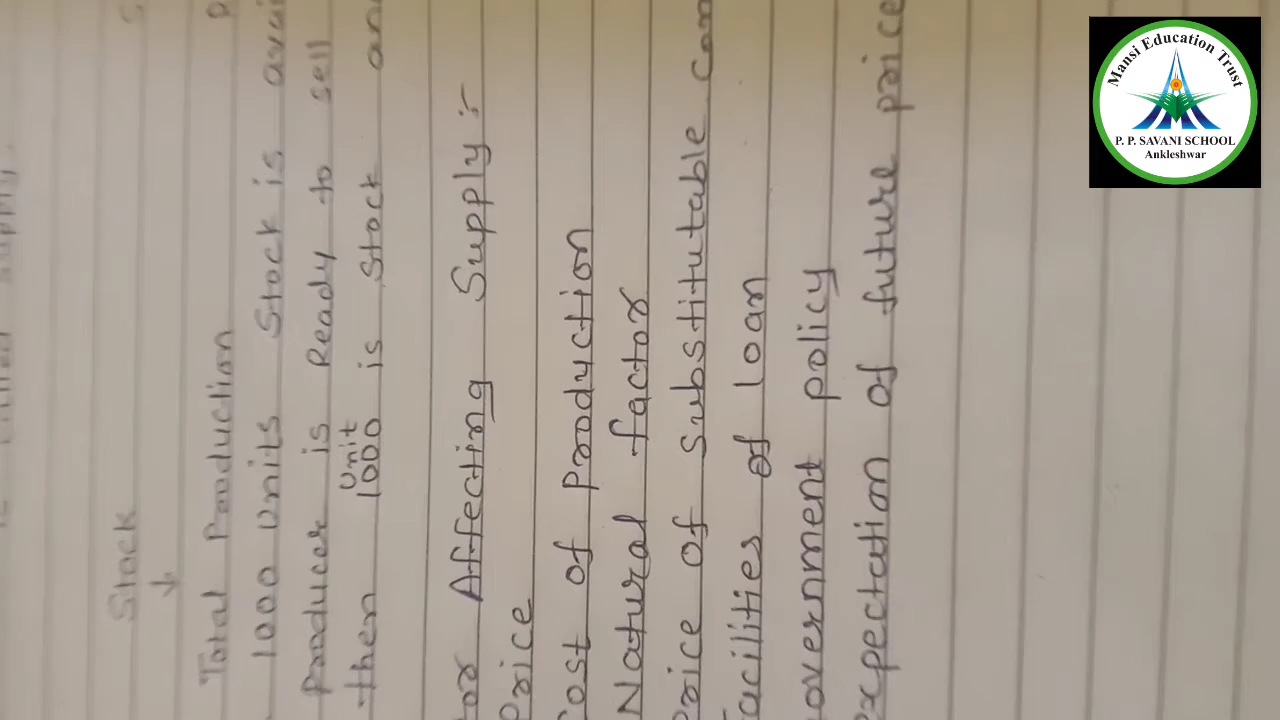 Stock
Total Production
1000 units Stock is
Producer is Ready to sell
Unit
then 1000 is Stock
Affecting Supply :-
Price
Cost of Production
Natural factor
Price of substitutable
Facilities of loan
government policy
Expectation of future price
Mansi Education Trust
P. P. SAVANI SCHOOL
Ankleshwar